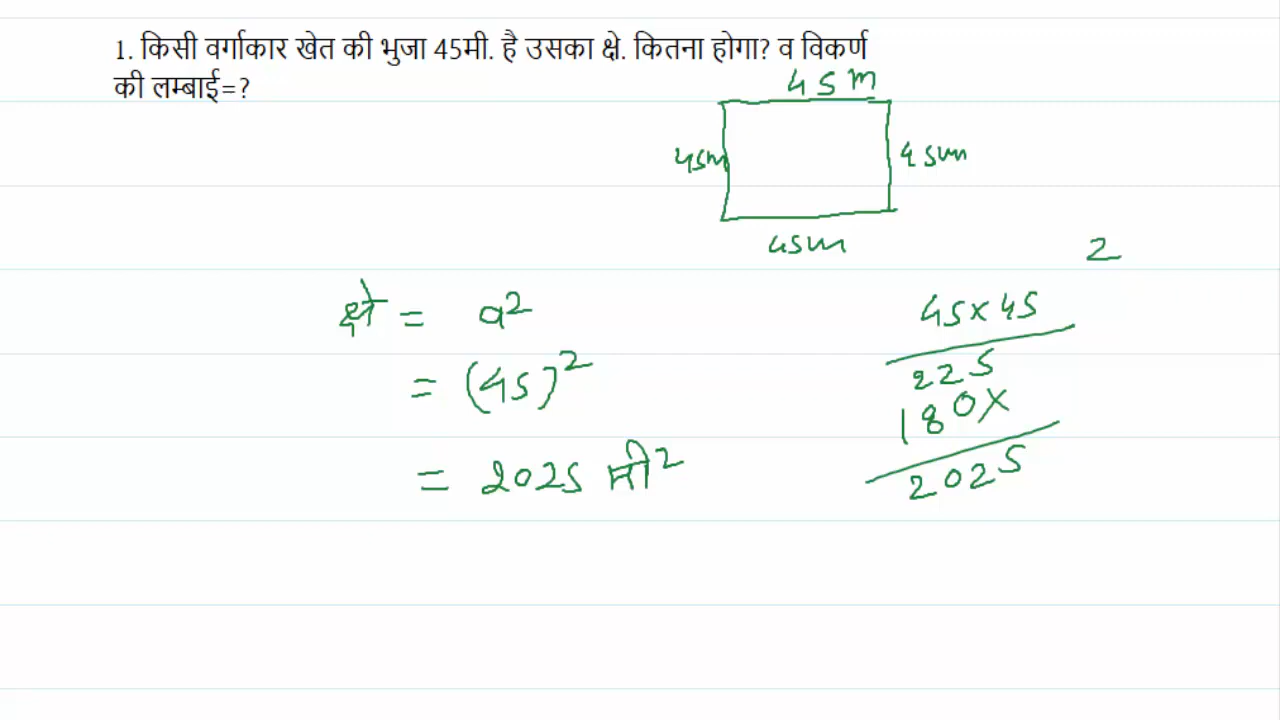 1. किसी वर्गाकार खेत की भुजा 45मी. है उसका क्षे. कितना होगा? व विकर्ण
की लम्बाई=?
45m
45m
45m
45m
2
क्षे = a²
= (45)²
= 2025 मी²
45×45
225
180×
2025